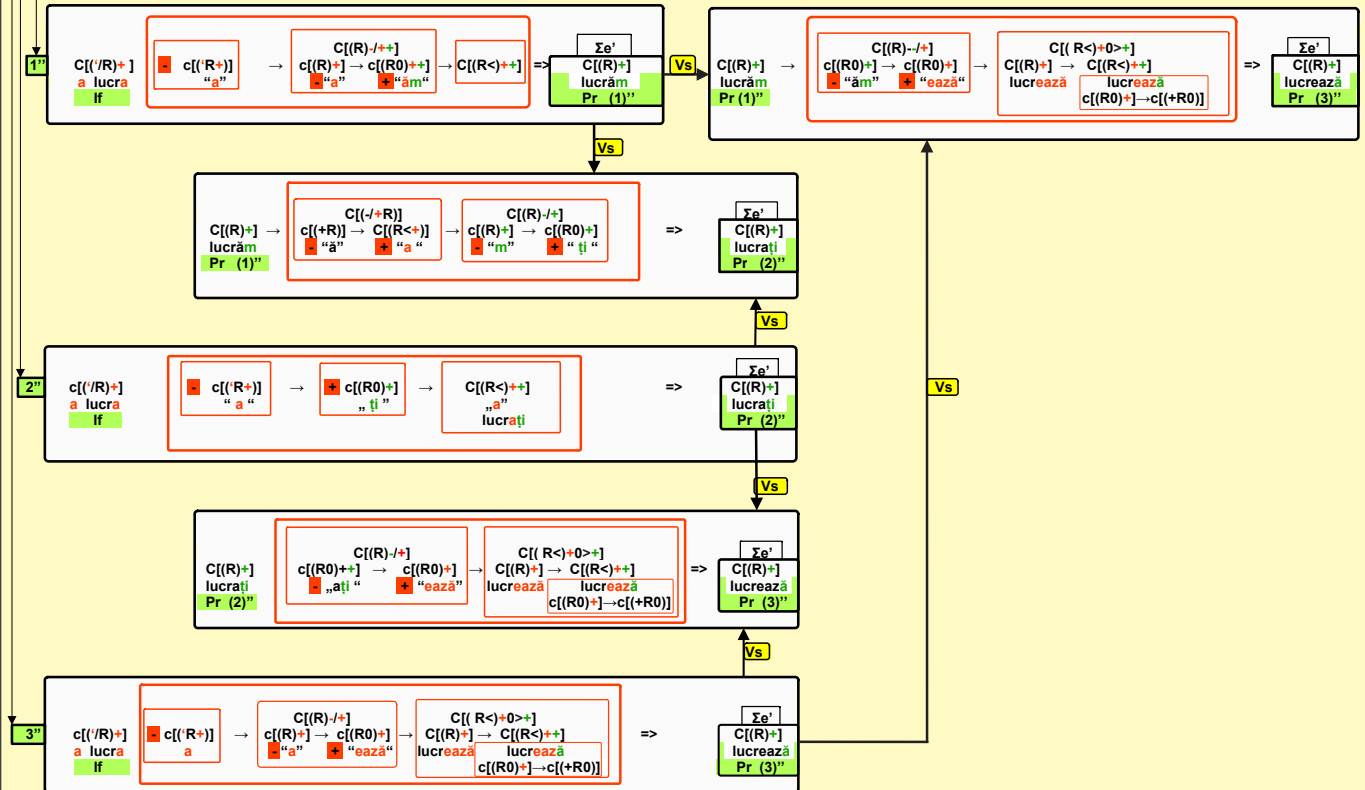 1’’
C[(‘/R)+ ]
a lucra
If
- c[(‘R+)]
“a”
→
C[(R)-/++]
c[(R)+] → c[(R0)++]
- “a” + “ăm”
→ C[(R<)++]
=>
Σe’
C[(R)+]
lucrăm
Pr (1)’’
Vs
C[(R)+] →
lucrăm
Pr (1)’’
C[(R)--/+]
c[(R0)+] → c[(R0)+]
- “ăm” + “ează“
→
C[( R<)+0>+]
C[(R)+] → C[(R<)++]
lucrează lucrează
c[(R0)+]→c[(+R0)]
=>
Σe’
C[(R)+]
lucrează
Pr (3)’’
Vs
C[(R)+] →
lucrăm
Pr (1)’’
C[(-/+R)]
c[(+R)] → C[(R<+)]
- “ă” + “a “
→
C[(R)-/+]
c[(R)+] → c[(R0)+]
- “m” + “ ți “
=>
Σe’
C[(R)+]
lucrați
Pr (2)’’
Vs
2”
c[(‘/R)+]
a lucra
If
- c[(‘R+)]
“ a “
→
+ c[(R0)+]
„ ți ”
→
C[(R<)++]
„a”
lucrați
=>
Σe’
C[(R)+]
lucrați
Pr (2)’’
Vs
Vs
C[(R)+]
lucrați
Pr (2)”
C[(R)-/+]
c[(R0)++] → c[(R0)+]
- „ați “ + “ează”
→
C[( R<)+0>+]
C[(R)+] → C[(R<)++]
lucrează lucrează
c[(R0)+]→c[(+R0)]
=>
Σe’
C[(R)+]
lucrează
Pr (3)’’
Vs
3”
c[(‘/R)+]
a lucra
If
- c[(‘R+)]
a
→
C[(R)-/+]
c[(R)+] → c[(R0)+]
- “a” + “ează“
→
C[( R<)+0>+]
C[(R)+] → C[(R<)++]
lucrează lucrează
c[(R0)+]→c[(+R0)]
=>
Σe’
C[(R)+]
lucrează
Pr (3)’’